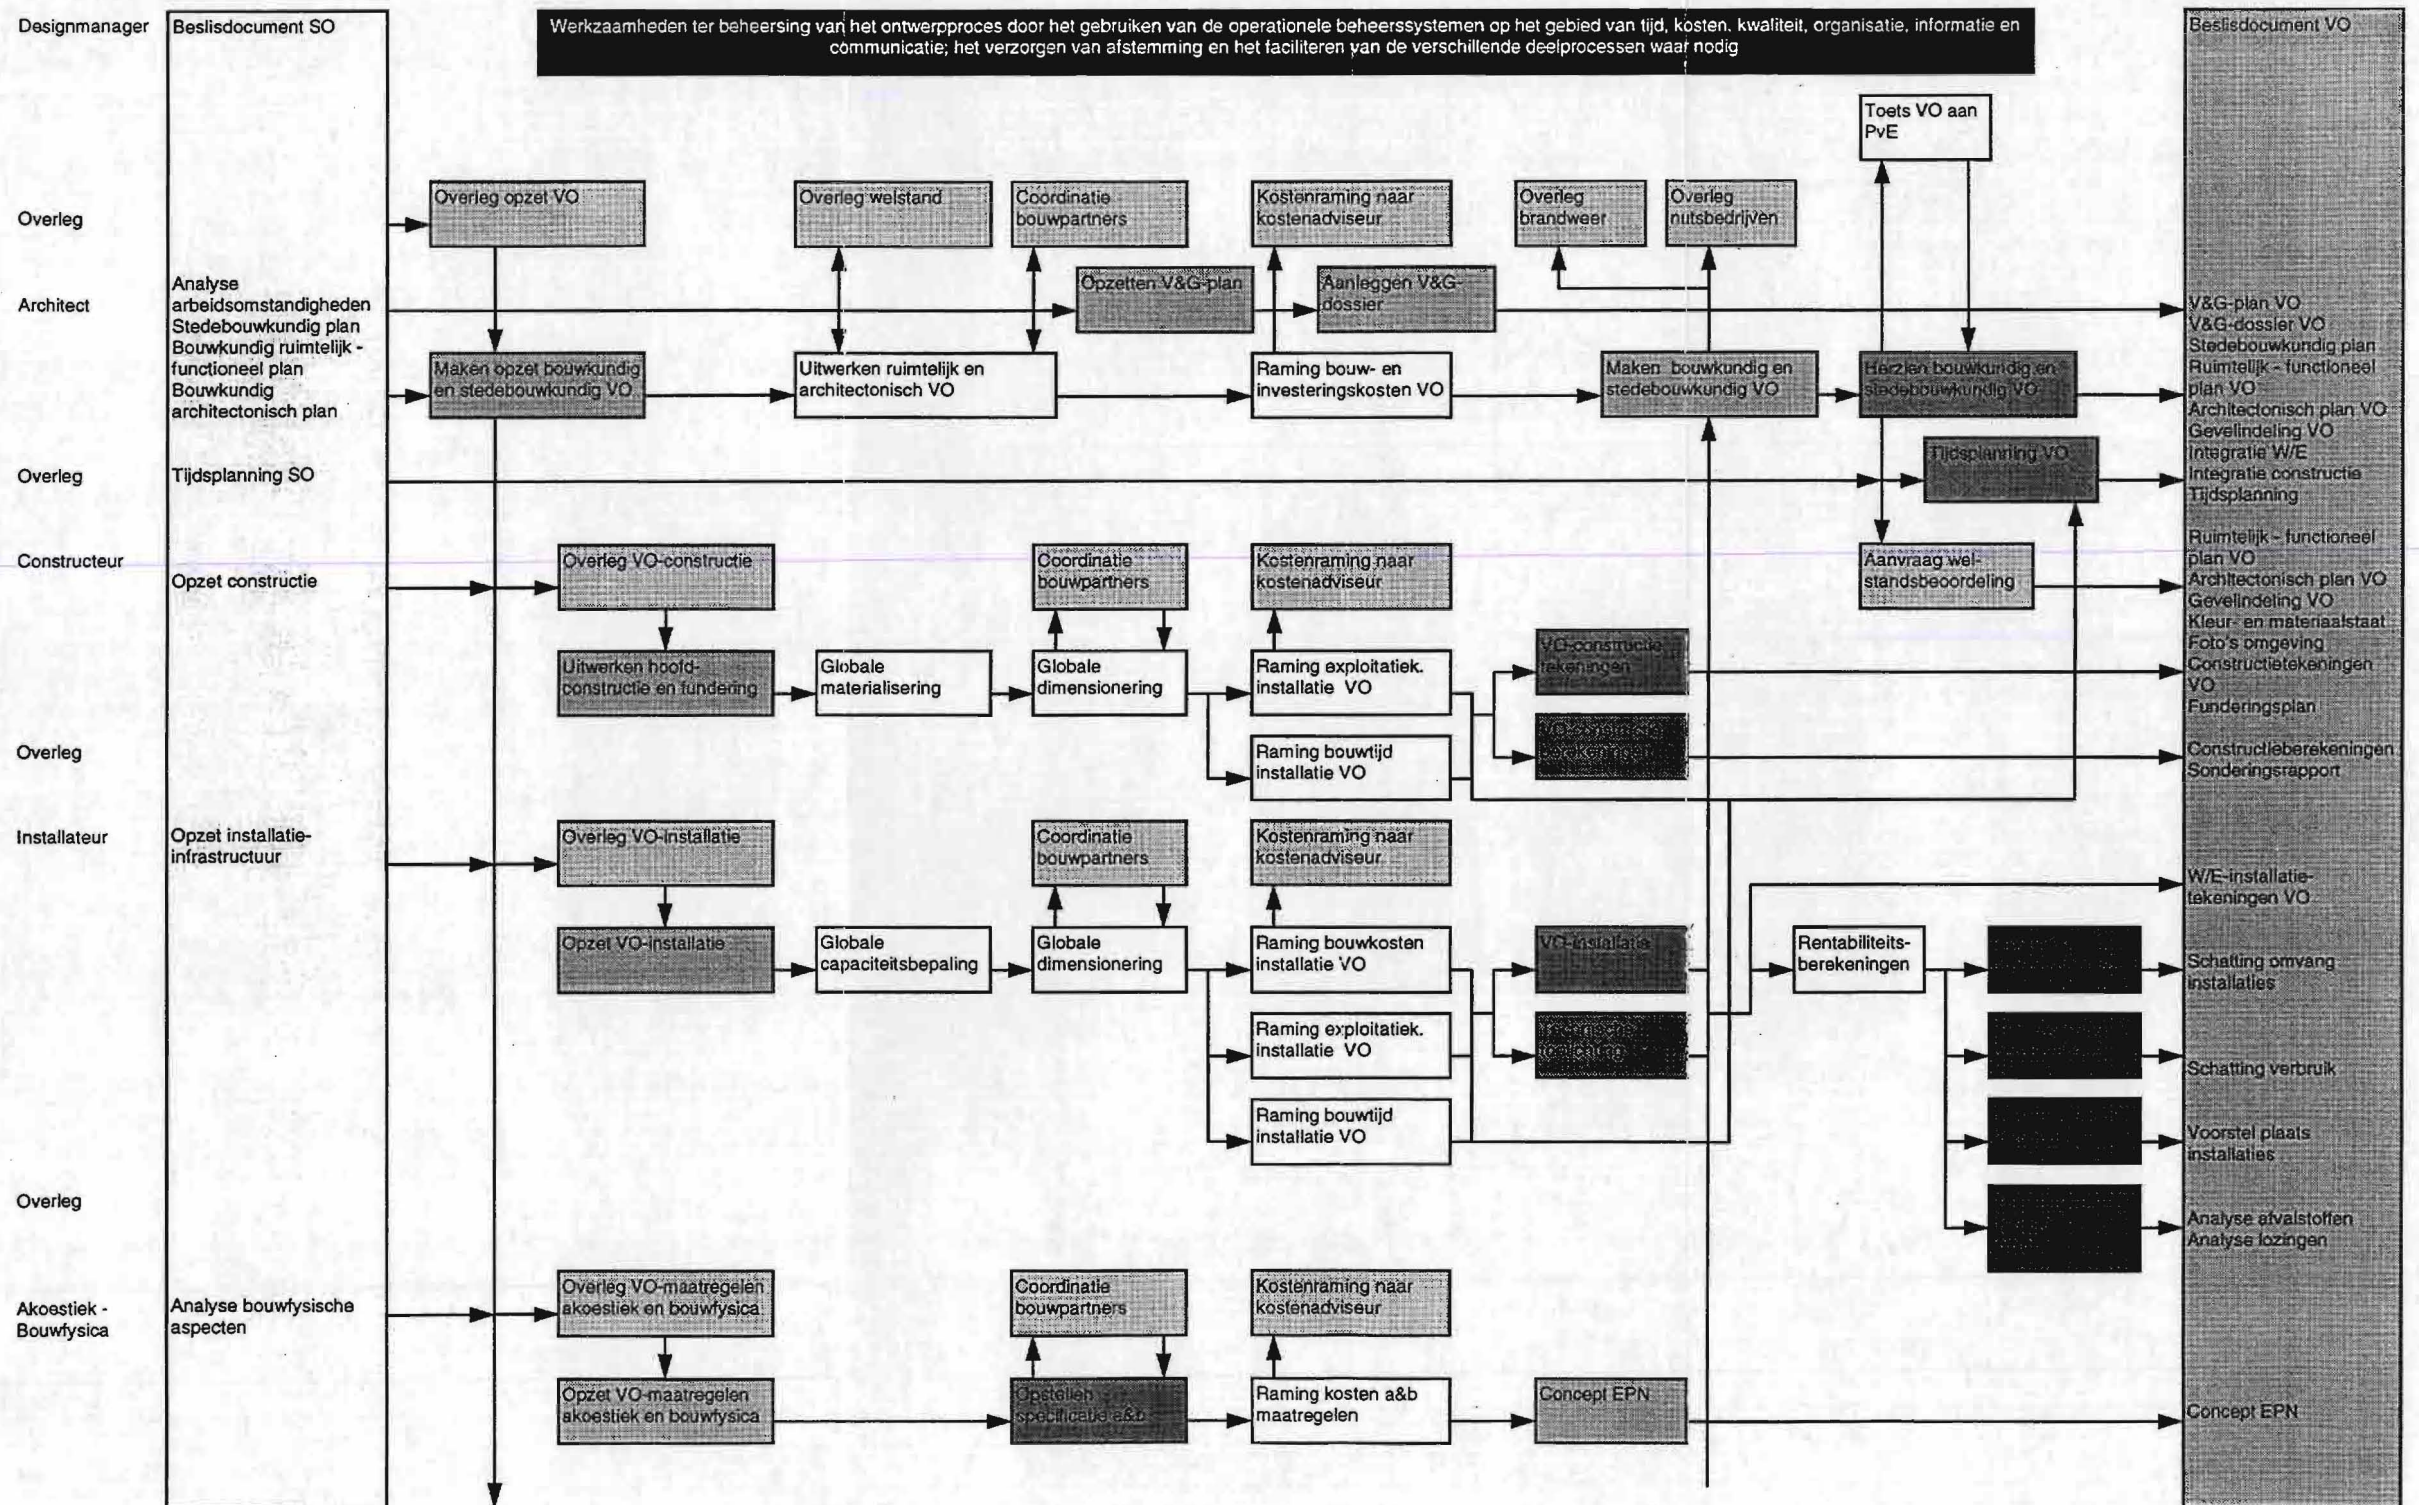 Designmanager
Beslisdocument SO
Werkzaamheden ter beheersing van het ontwerpproces door het gebruiken van de operationele beheerssystemen op het gebied van tijd, kosten, kwaliteit, organisatie, informatie en
communicatie; het verzorgen van afstemming en het faciliteren van de verschillende deelprocessen waar nodig
Beslisdocument VO
Toets VO aan
PvE
Overleg
Overleg opzet VO
Overleg welstand
Coordinatie
bouwpartners
Kostenraming naar
kostenadviseur
Overleg
brandweer
Overleg
nutsbedrijven
Architect
Analyse
arbeidsomstandigheden
Stedebouwkundig plan
Bouwkundig ruimtelijk -
functioneel plan
Bouwkundig
architectonisch plan
Opzetten V&G-plan
Aanleggen V&G-
dossier
Maken opzet bouwkundig
en stedebouwkundig VO
Uitwerken ruimtelijk en
architectonisch VO
Raming bouw- en
investeringskosten VO
Maken bouwkundig en
stedebouwkundig VO
Herzien bouwkundig en
stedebouwkundig VO
V&G-plan VO
V&G-dossier VO
Stedebouwkundig plan
Ruimtelijk - functioneel
plan VO
Architectonisch plan VO
Gevelindeling VO
Integratie W/E
Integratie constructie
Tijdsplanning
Overleg
Tijdsplanning SO
Tijdsplanning VO
Constructeur
Opzet constructie
Overleg VO-constructie
Coordinatie
bouwpartners
Kostenraming naar
kostenadviseur
Aanvraag wel-
standsbeoordeling
Ruimtelijk - functioneel
plan VO
Architectonisch plan VO
Gevelindeling VO
Kleur- en materiaalstaat
Foto's omgeving
Constructietekeningen
VO
Funderingsplan
Uitwerken hoofd-
constructie en fundering
Globale
materialisering
Globale
dimensionering
Raming exploitatiek.
installatie VO
VO-constructie
tekeningen
Overleg
Raming bouwtijd
installatie VO
Constructieberekeningen
Sonderingsrapport
Installateur
Opzet installatie-
infrastructuur
Overleg VO-installatie
Coordinatie
bouwpartners
Kostenraming naar
kostenadviseur
W/E-installatie-
tekeningen VO
Opzet VO-installatie
Globale
capaciteitsbepaling
Globale
dimensionering
Raming bouwkosten
installatie VO
VO-installatie
Rentabiliteits-
berekeningen
Schatting omvang
installaties
Raming exploitatiek.
installatie VO
Schatting verbruik
Raming bouwtijd
installatie VO
Voorstel plaats
installaties
Overleg
Analyse afvalstoffen
Analyse lozingen
Akoestiek -
Bouwfysica
Analyse bouwfysische
aspecten
Overleg VO-maatregelen
akoestiek en bouwfysica
Coordinatie
bouwpartners
Kostenraming naar
kostenadviseur
Opzet VO-maatregelen
akoestiek en bouwfysica
Opstellen
specificatie a&b
Raming kosten a&b
maatregelen
Concept EPN
Concept EPN